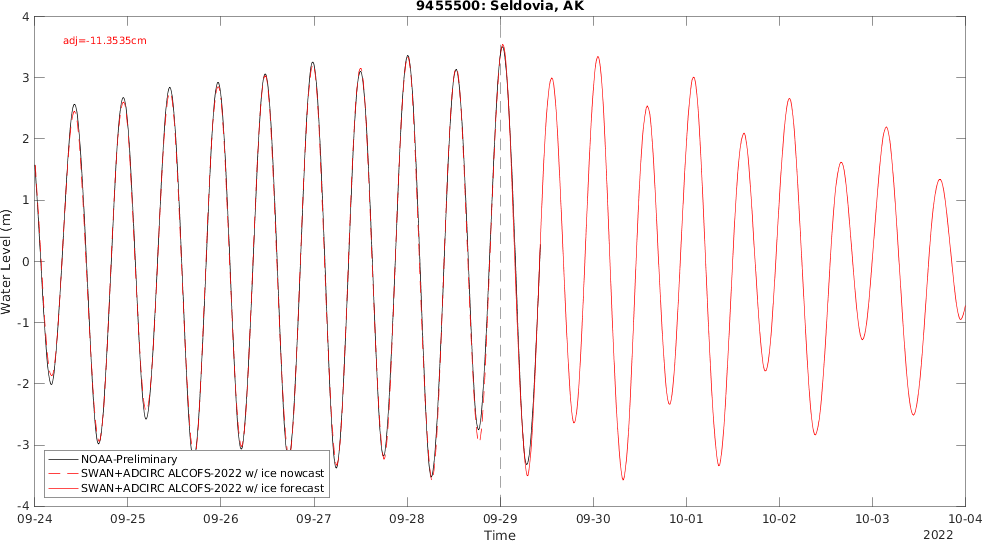 9455500: Seldovia, AK
adj=-11.3535cm
4
3
2
1
0
-1
-2
-3
-4
Water Level (m)
NOAA-Preliminary
SWAN+ADCIRC ALCOFS-2022 w/ ice nowcast
SWAN+ADCIRC ALCOFS-2022 w/ ice forecast
09-24 09-25 09-26 09-27 09-28 09-29 09-30 10-01 10-02 10-03 10-04
Time
2022